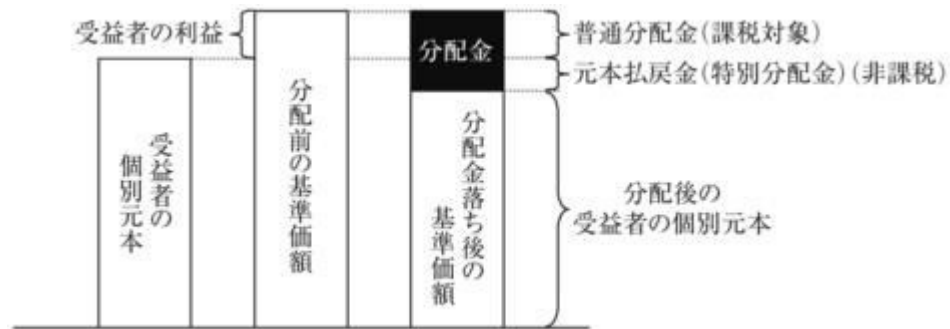 受益者の利益
分配金
普通分配金(課税対象)
元本払戻金(特別分配金)(非課税)
受益者の
個別元本
分配前の基準価額
分配金落ち後の
基準価額
分配後の
受益者の個別元本